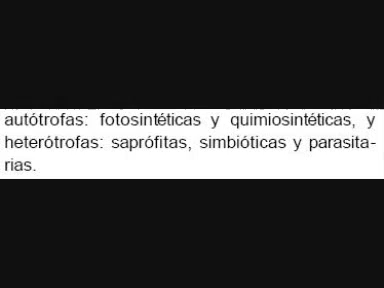 autótrofas: fotosintéticas y quimiosintéticas, y
heterótrofas: saprófitas, simbióticas y parasita-
rias.